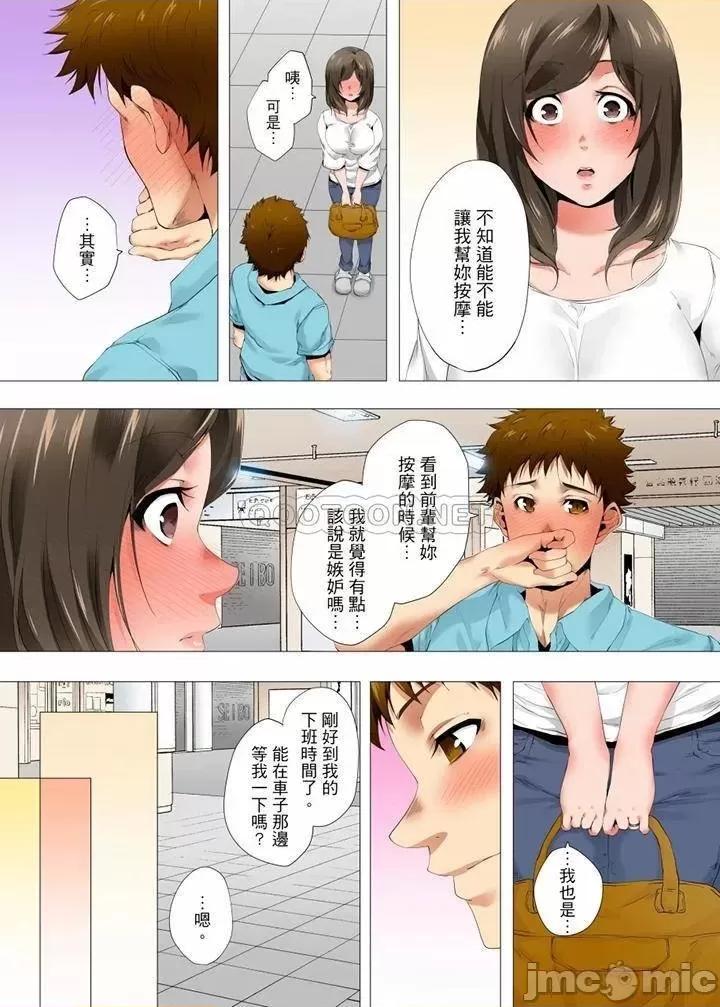 不知道能不能
讓我幫妳按摩…
咦…
可是…
…其實…
看到前輩幫妳
按摩的時候…
我就覺得有點…
該說是嫉妒嗎…
SEIBO
…我也是…
剛好到我的
下班時間了。
能在車子那邊
等我一下嗎？
…嗯。
SEIBO
jmcomic